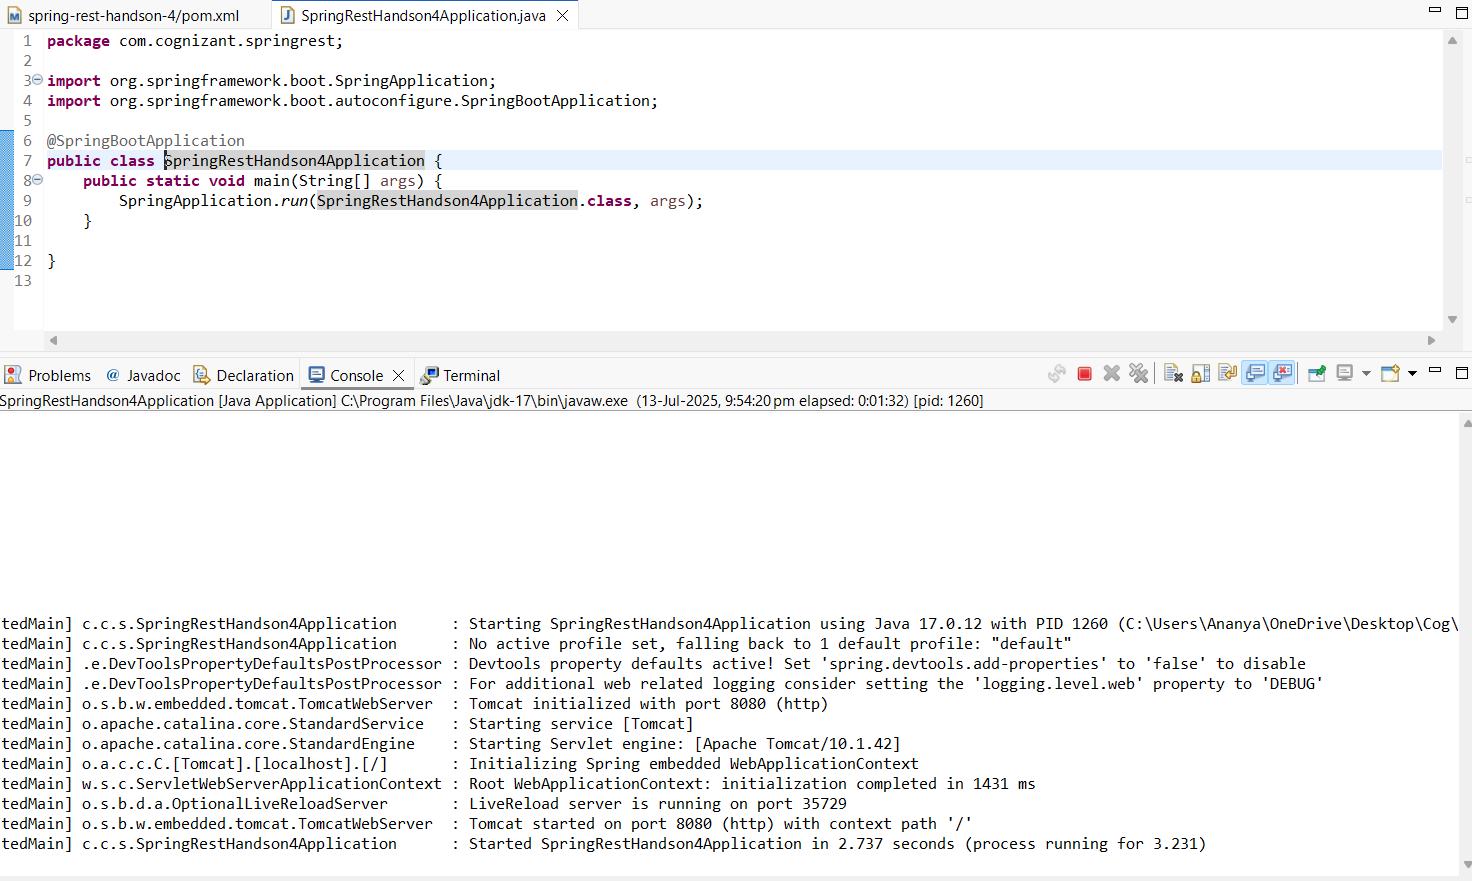 spring-rest-handson-4/pom.xml SpringRestHandson4Application.java
1 package com.cognizant.springrest;
2
3 import org.springframework.boot.SpringApplication;
4 import org.springframework.boot.autoconfigure.SpringBootApplication;
5
6 @SpringBootApplication
7 public class SpringRestHandson4Application {
8 public static void main(String[] args) {
9 SpringApplication.run(SpringRestHandson4Application.class, args);
10 }
11
12 }
13
Problems @ Javadoc Declaration Console Terminal
SpringRestHandson4Application [Java Application] C:\Program Files\Java\jdk-17\bin\javaw.exe (13-Jul-2025, 9:54:20 pm elapsed: 0:01:32) [pid: 1260]
tedMain] c.c.s.SpringRestHandson4Application : Starting SpringRestHandson4Application using Java 17.0.12 with PID 1260 (C:\Users\Ananya\OneDrive\Desktop\Cog\
tedMain] c.c.s.SpringRestHandson4Application : No active profile set, falling back to 1 default profile: "default"
tedMain] .e.DevToolsPropertyDefaultsPostProcessor : Devtools property defaults active! Set 'spring.devtools.add-properties' to 'false' to disable
tedMain] .e.DevToolsPropertyDefaultsPostProcessor : For additional web related logging consider setting the 'logging.level.web' property to 'DEBUG'
tedMain] o.s.b.w.embedded.tomcat.TomcatWebServer : Tomcat initialized with port 8080 (http)
tedMain] o.apache.catalina.core.StandardService : Starting service [Tomcat]
tedMain] o.apache.catalina.core.StandardEngine : Starting Servlet engine: [Apache Tomcat/10.1.42]
tedMain] o.a.c.c.C.[Tomcat].[localhost].[/] : Initializing Spring embedded WebApplicationContext
tedMain] w.s.c.ServletWebServerApplicationContext : Root WebApplicationContext: initialization completed in 1431 ms
tedMain] o.s.b.d.a.OptionalLiveReloadServer : LiveReload server is running on port 35729
tedMain] o.s.b.w.embedded.tomcat.TomcatWebServer : Tomcat started on port 8080 (http) with context path '/'
tedMain] c.c.s.SpringRestHandson4Application : Started SpringRestHandson4Application in 2.737 seconds (process running for 3.231)